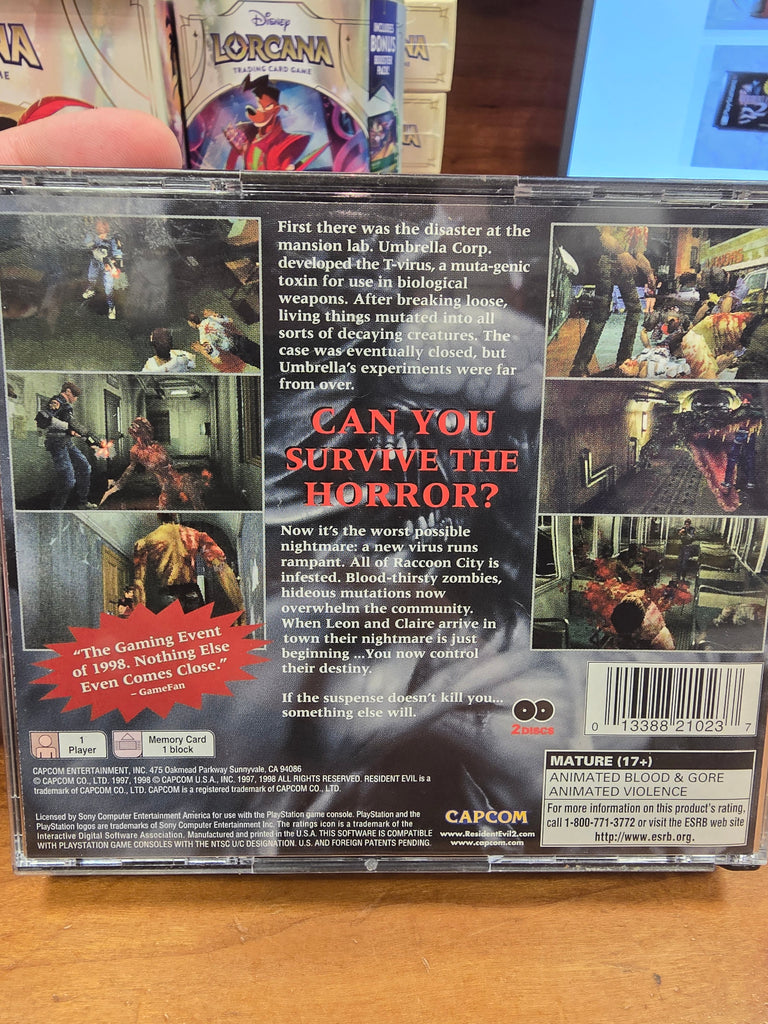 Disney
LORCANA
TRADING CARD GAME
INCLUDES
BONUS
BOOSTER
PACK!
First there was the disaster at the
mansion lab. Umbrella Corp.
developed the T-virus, a muta-genic
toxin for use in biological
weapons. After breaking loose,
living things mutated into all
sorts of decaying creatures. The
case was eventually closed, but
Umbrella's experiments were far
from over.
CAN YOU
SURVIVE THE
HORROR?
Now it's the worst possible
nightmare: a new virus runs
rampant. All of Raccoon City is
infested. Blood-thirsty zombies,
hideous mutations now
overwhelm the community.
When Leon and Claire arrive in
town their nightmare is just
beginning ...You now control
their destiny.
If the suspense doesn't kill you...
something else will.
"The Gaming Event
of 1998. Nothing Else
Even Comes Close."
– GameFan
1
Player
Memory Card
1 block
2 DISCS
0 13388 21023 7
CAPCOM ENTERTAINMENT, INC. 475 Oakmead Parkway Sunnyvale, CA 94086
© CAPCOM CO., LTD. 1997, 1998 © CAPCOM U.S.A., INC. 1997, 1998 ALL RIGHTS RESERVED. RESIDENT EVIL is a
trademark of CAPCOM CO., LTD. CAPCOM is a registered trademark of CAPCOM CO., LTD.
Licensed by Sony Computer Entertainment America for use with the PlayStation game console. PlayStation and the
PlayStation logos are trademarks of Sony Computer Entertainment Inc. The ratings icon is a trademark of the
Interactive Digital Software Association. Manufactured and printed in the U.S.A. THIS SOFTWARE IS COMPATIBLE
WITH PLAYSTATION GAME CONSOLES WITH THE NTSC U/C DESIGNATION. U.S. AND FOREIGN PATENTS PENDING.
CAPCOM
www.ResidentEvil2.com
www.capcom.com
MATURE (17+)
ANIMATED BLOOD & GORE
ANIMATED VIOLENCE
For more information on this product's rating,
call 1-800-771-3772 or visit the ESRB web site
http://www.esrb.org.